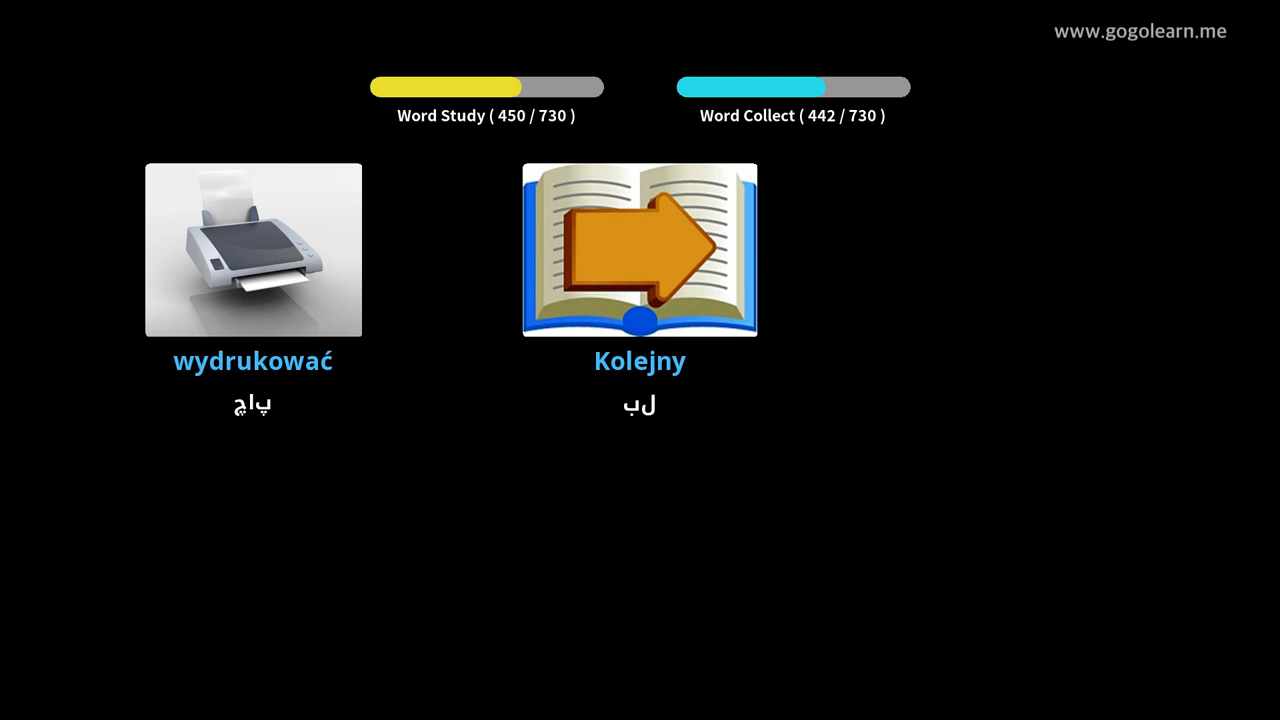 www.gogolearn.me
Word Study ( 450 / 730 )
Word Collect ( 442 / 730 )
wydrukować
پاچ
Kolejny
لب